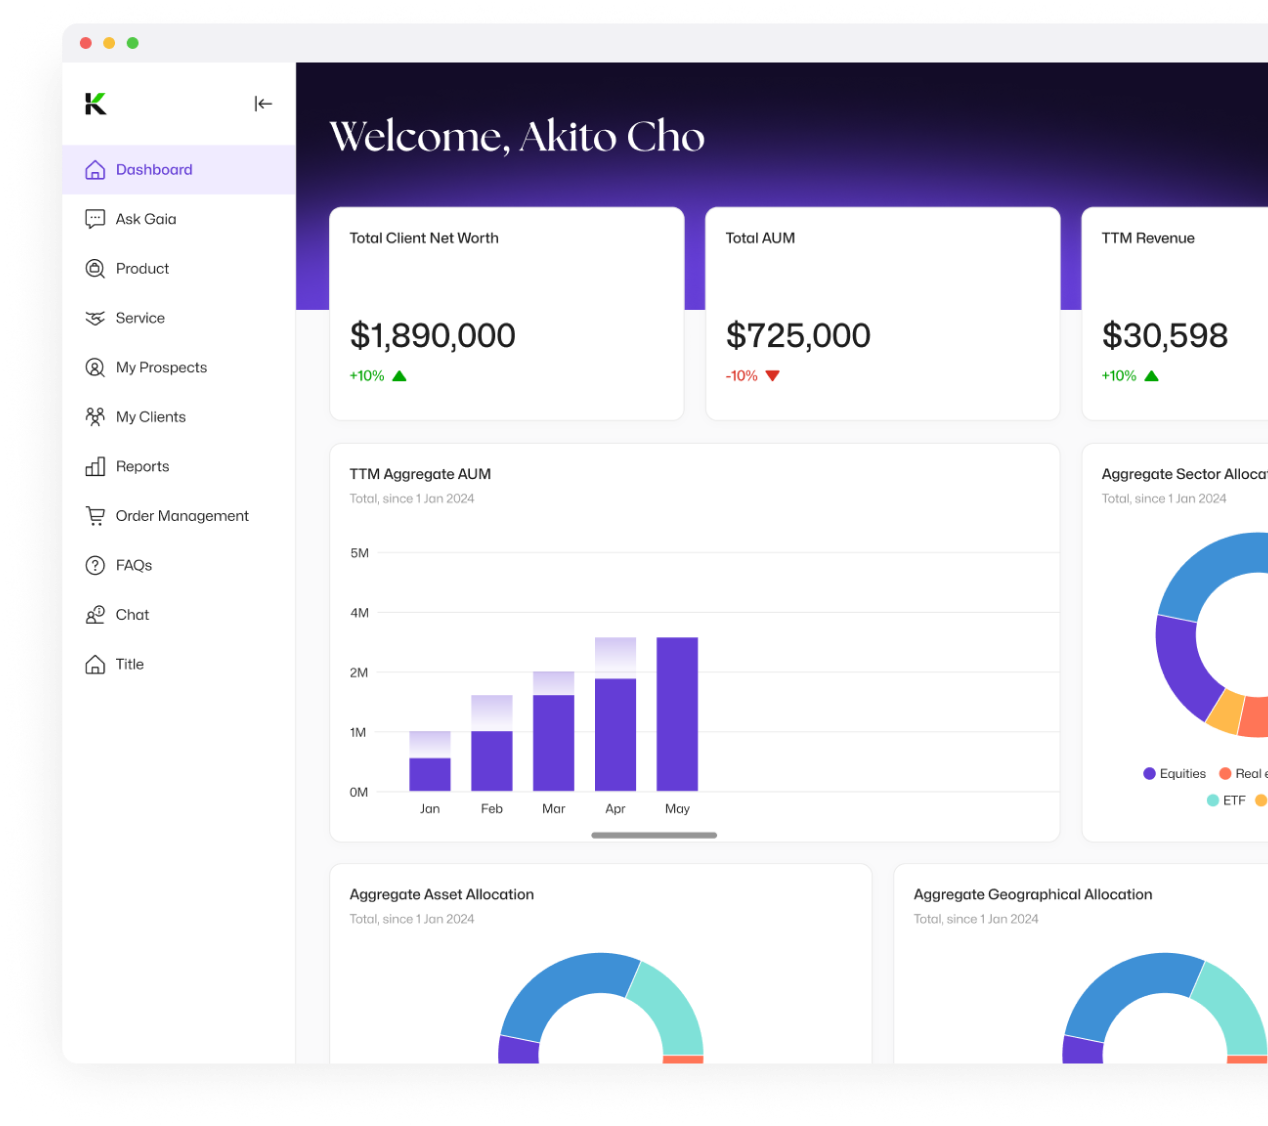 Welcome, Akito Cho
Dashboard
Ask Gaia
Product
Service
My Prospects
My Clients
Reports
Order Management
FAQs
Chat
Title
Total Client Net Worth
$1,890,000
+10%
Total AUM
$725,000
-10%
TTM Revenue
$30,598
+10%
TTM Aggregate AUM
Total, since 1 Jan 2024
5M
4M
2M
1M
0M
Jan Feb Mar Apr May
Aggregate Sector
Total, since 1 Jan 2024
Equities Real
ETF
Aggregate Asset Allocation
Total, since 1 Jan 2024
Aggregate Geographical Allocation
Total, since 1 Jan 2024